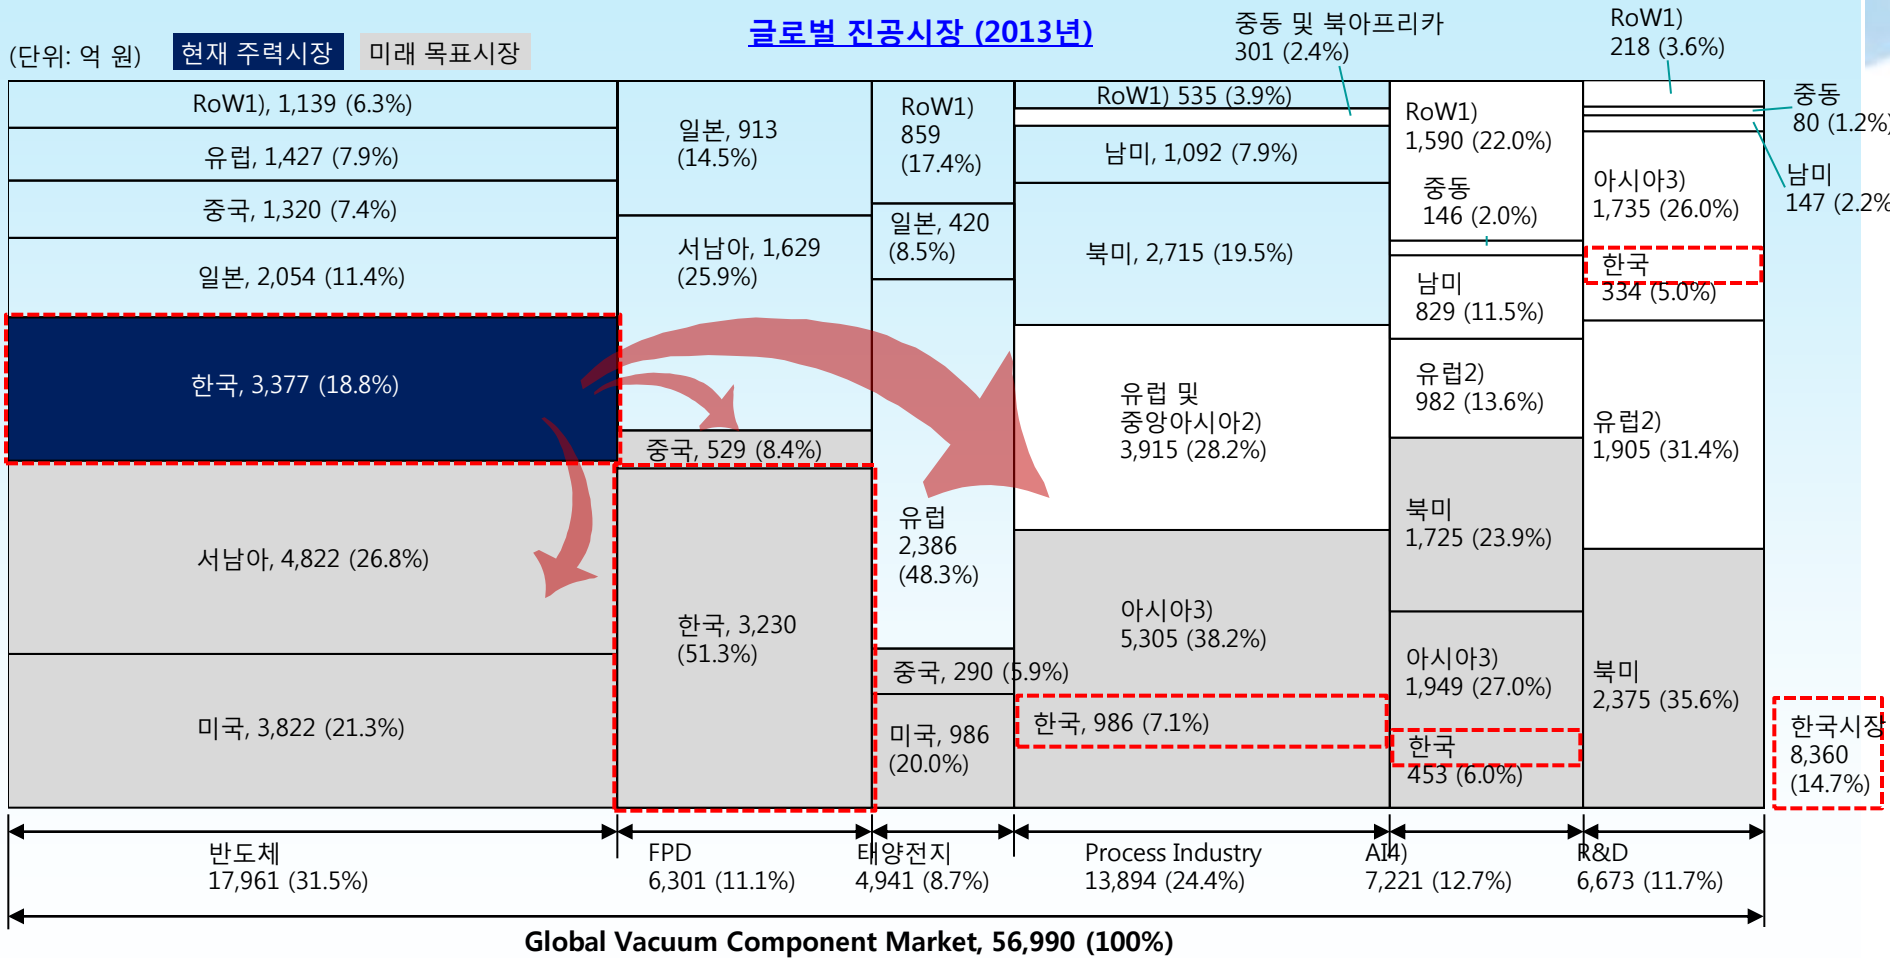 글로벌 진공시장 (2013년)
(단위: 억 원)
현재 주력시장
미래 목표시장
RoW1), 1,139 (6.3%)
유럽, 1,427 (7.9%)
중국, 1,320 (7.4%)
일본, 2,054 (11.4%)
한국, 3,377 (18.8%)
서남아, 4,822 (26.8%)
미국, 3,822 (21.3%)
일본, 913
(14.5%)
서남아, 1,629
(25.9%)
중국, 529 (8.4%)
한국, 3,230
(51.3%)
RoW1)
859
(17.4%)
일본, 420
(8.5%)
유럽
2,386
(48.3%)
중국, 290 (5.9%)
미국, 986
(20.0%)
중동 및 북아프리카
301 (2.4%)
RoW1) 535 (3.9%)
남미, 1,092 (7.9%)
북미, 2,715 (19.5%)
유럽 및
중앙아시아2)
3,915 (28.2%)
아시아3)
5,305 (38.2%)
한국, 986 (7.1%)
RoW1)
1,590 (22.0%)
중동
146 (2.0%)
남미
829 (11.5%)
유럽2)
982 (13.6%)
북미
1,725 (23.9%)
아시아3)
1,949 (27.0%)
한국
453 (6.0%)
RoW1)
218 (3.6%)
중동
80 (1.2%)
남미
147 (2.2%
아시아3)
1,735 (26.0%)
한국
334 (5.0%)
유럽2)
1,905 (31.4%)
북미
2,375 (35.6%)
한국시장
8,360
(14.7%)
반도체
17,961 (31.5%)
FPD
6,301 (11.1%)
태양전지
4,941 (8.7%)
Process Industry
13,894 (24.4%)
AI4)
7,221 (12.7%)
R&D
6,673 (11.7%)
Global Vacuum Component Market, 56,990 (100%)